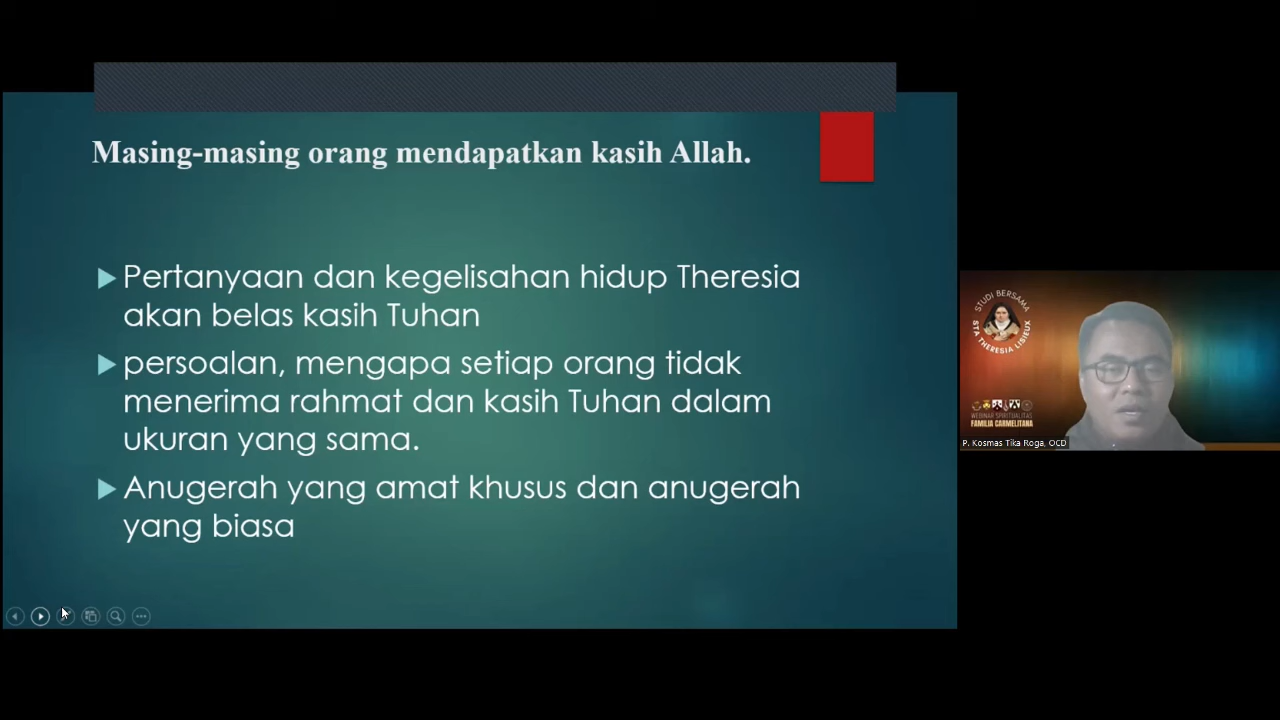 Masing-masing orang mendapatkan kasih Allah.
Pertanyaan dan kegelisahan hidup Theresia
akan belas kasih Tuhan
persoalan, mengapa setiap orang tidak
menerima rahmat dan kasih Tuhan dalam
ukuran yang sama.
Anugerah yang amat khusus dan anugerah
yang biasa
STUDI BERSAMA
STA THERESIA LISIEUX
WEBINAR SPIRITUALITAS
FAMILIA CARMELITANA
P. Kosmas Tika Roga, OCD